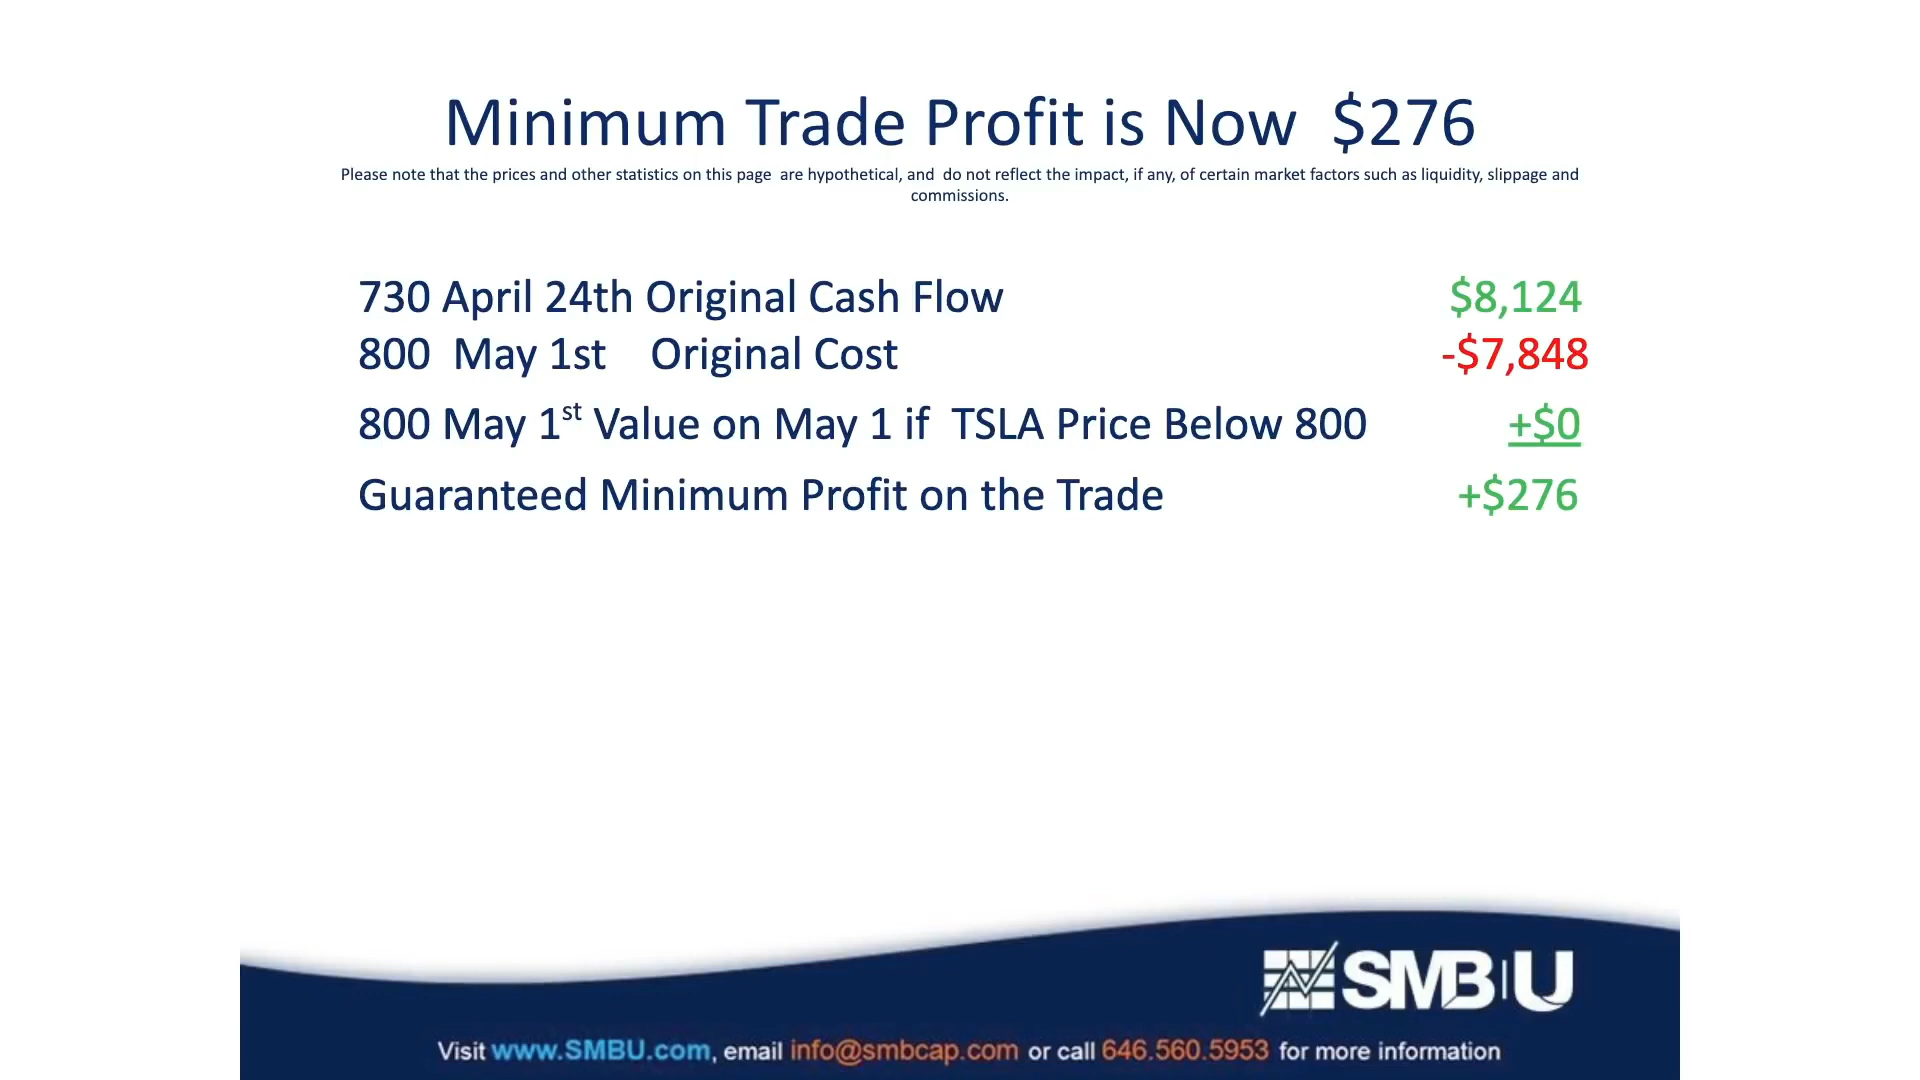 Minimum Trade Profit is Now $276
Please note that the prices and other statistics on this page are hypothetical, and do not reflect the impact, if any, of certain market factors such as liquidity, slippage and
commissions.
730 April 24th Original Cash Flow $8,124
800 May 1st Original Cost -$7,848
800 May 1st Value on May 1 if TSLA Price Below 800 +$0
Guaranteed Minimum Profit on the Trade +$276
SMB U
Visit www.SMBU.com, email info@smbcap.com or call 646.560.5953 for more information